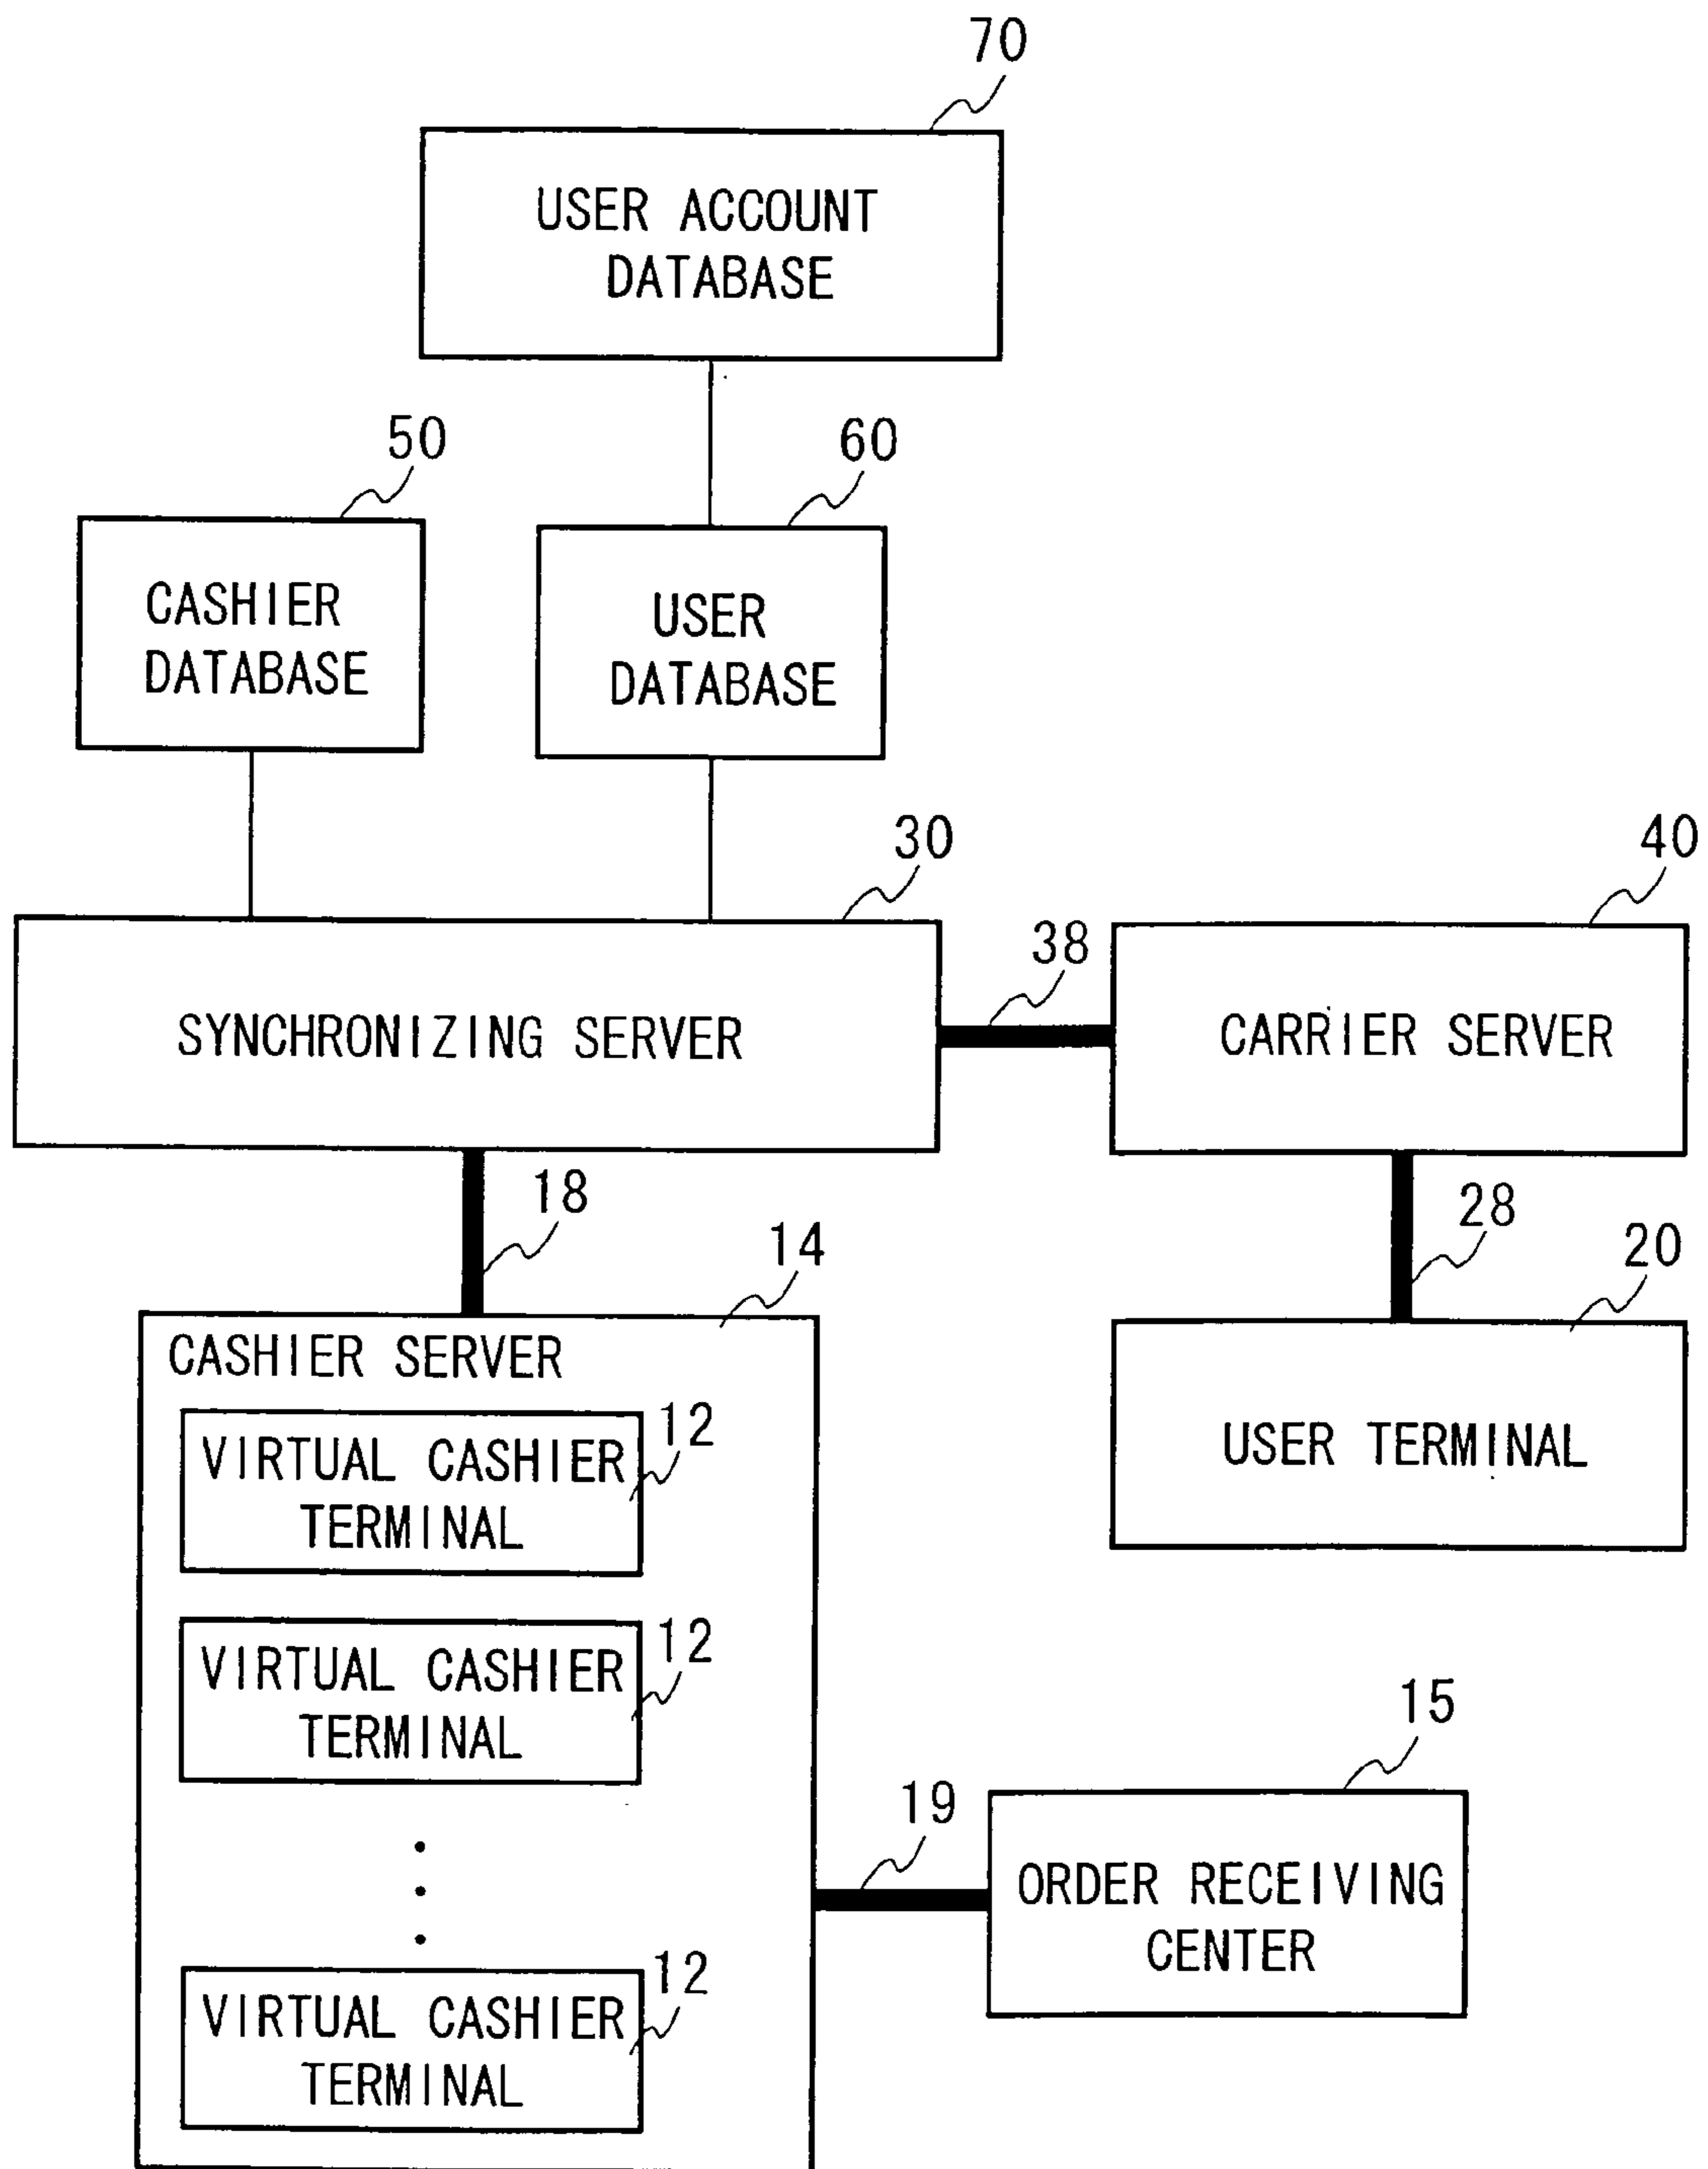 70
USER ACCOUNT
DATABASE
50
60
CASHIER
DATABASE
USER
DATABASE
30
40
38
SYNCHRONIZING SERVER
CARRIER SERVER
18
28
14
20
CASHIER SERVER
12
VIRTUAL CASHIER
TERMINAL
USER TERMINAL
12
VIRTUAL CASHIER
TERMINAL
15
19
ORDER RECEIVING
CENTER
12
VIRTUAL CASHIER
TERMINAL